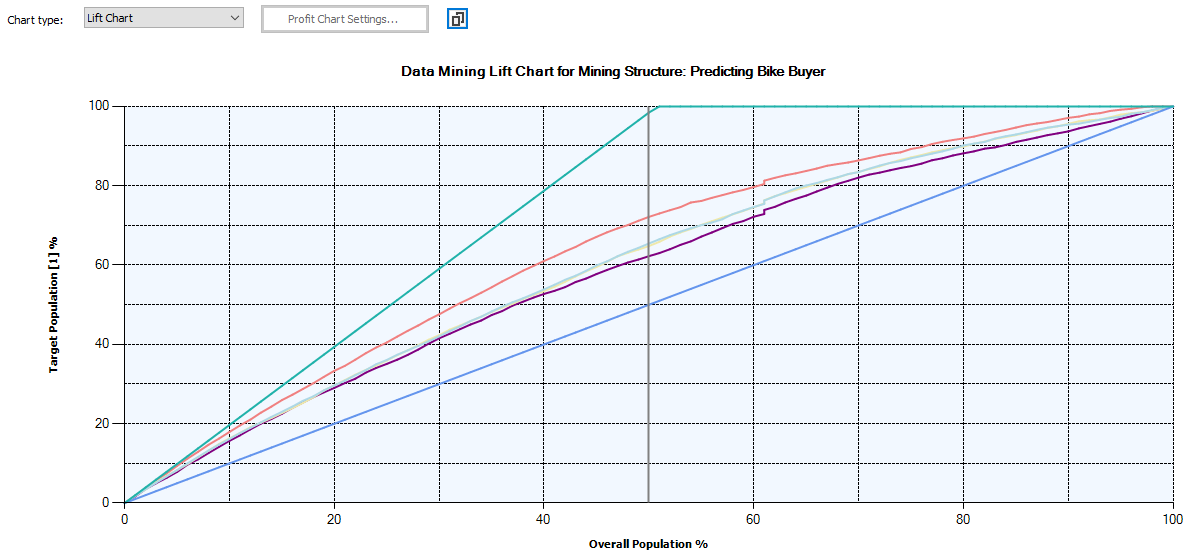 Chart type: Lift Chart Profit Chart Settings...
Data Mining Lift Chart for Mining Structure: Predicting Bike Buyer
100
80
60
40
20
0
Target Population [1] %
0 20 40 60 80 100
Overall Population %